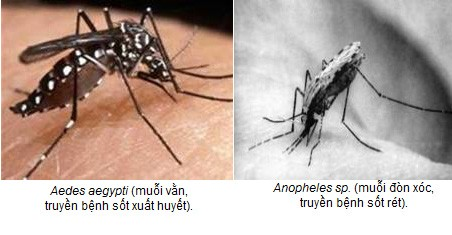 Aedes aegypti (muỗi vằn,
truyền bệnh sốt xuất huyết).
Anopheles sp. (muỗi đòn xóc,
truyền bệnh sốt rét).